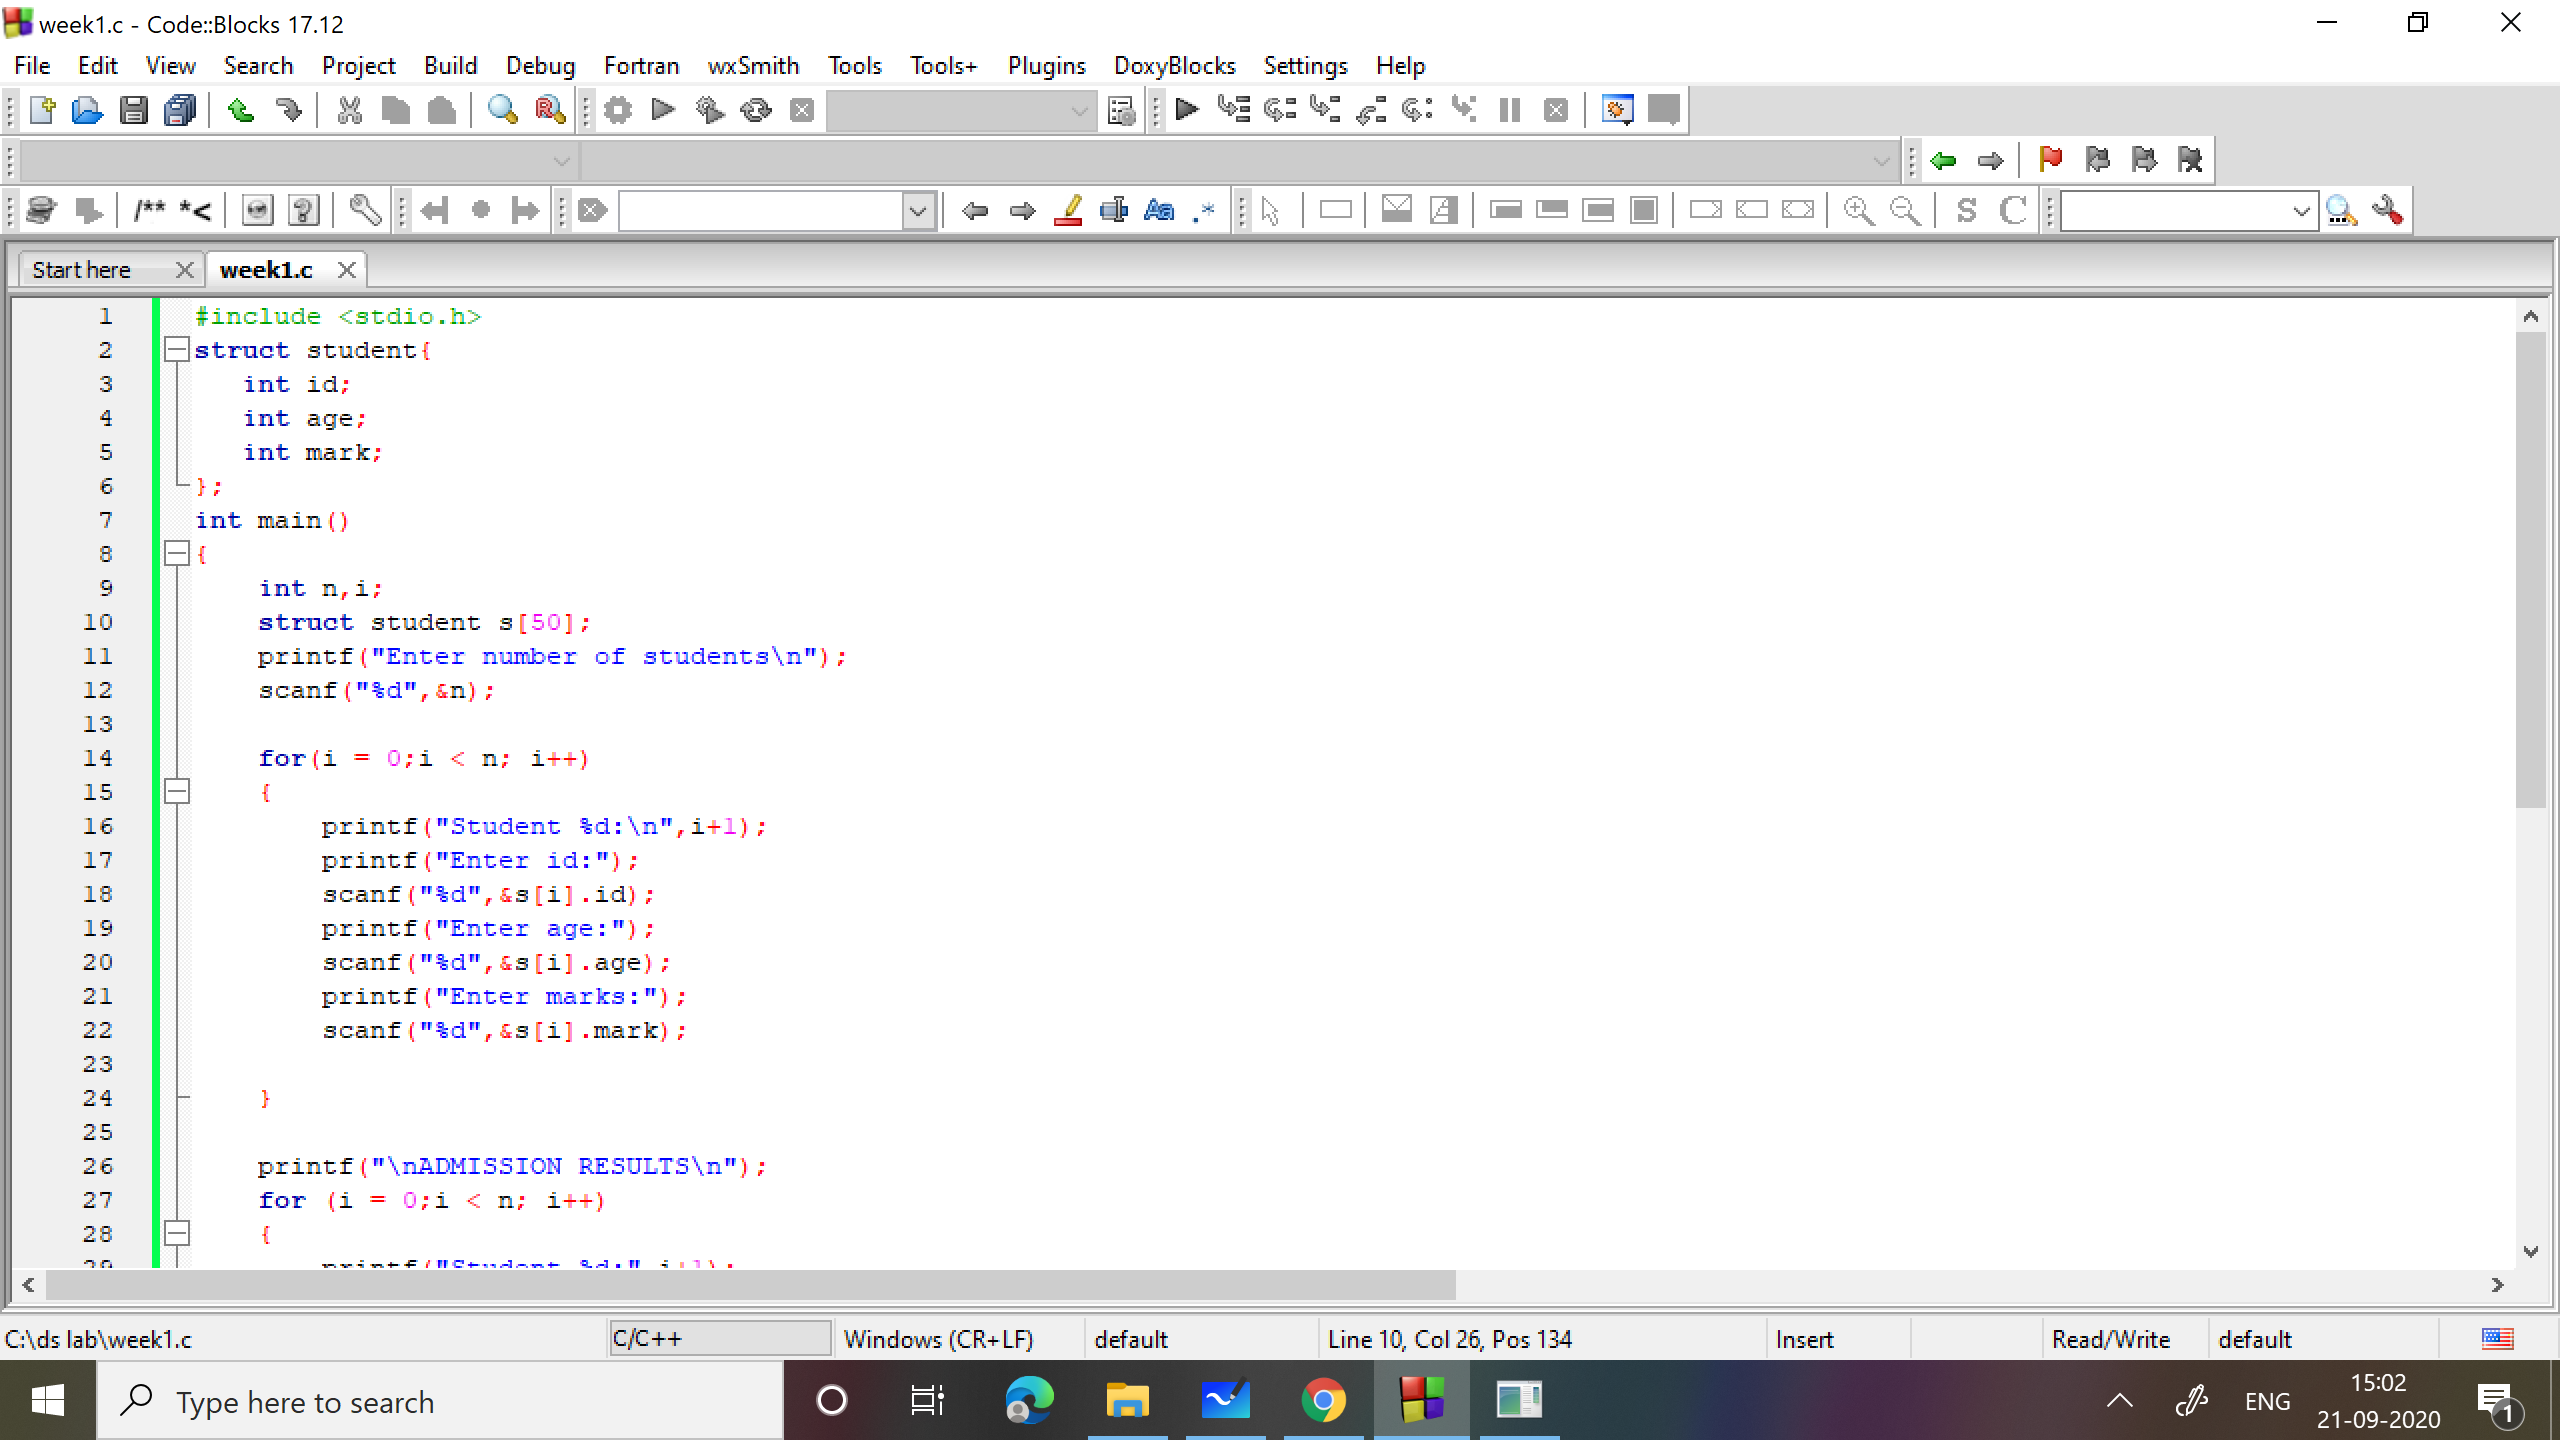 week1.c - Code::Blocks 17.12
File Edit View Search Project Build Debug Fortran wxSmith Tools Tools+ Plugins DoxyBlocks Settings Help
/** *< Aa .* S C
Start here week1.c
1 #include <stdio.h>
2 struct student{
3 int id;
4 int age;
5 int mark;
6 };
7 int main()
8 {
9 int n,i;
10 struct student s[50];
11 printf("Enter number of students\n");
12 scanf("%d",&n);
13
14 for(i = 0;i < n; i++)
15 {
16 printf("Student %d:\n",i+1);
17 printf("Enter id:");
18 scanf("%d",&s[i].id);
19 printf("Enter age:");
20 scanf("%d",&s[i].age);
21 printf("Enter marks:");
22 scanf("%d",&s[i].mark);
23
24 }
25
26 printf("\nADMISSION RESULTS\n");
27 for (i = 0;i < n; i++)
28 {
29 printf("Student %d:",i+1);
C:\ds lab\week1.c C/C++ Windows (CR+LF) default Line 10, Col 26, Pos 134 Insert Read/Write default
Type here to search ENG 15:02 21-09-2020 1